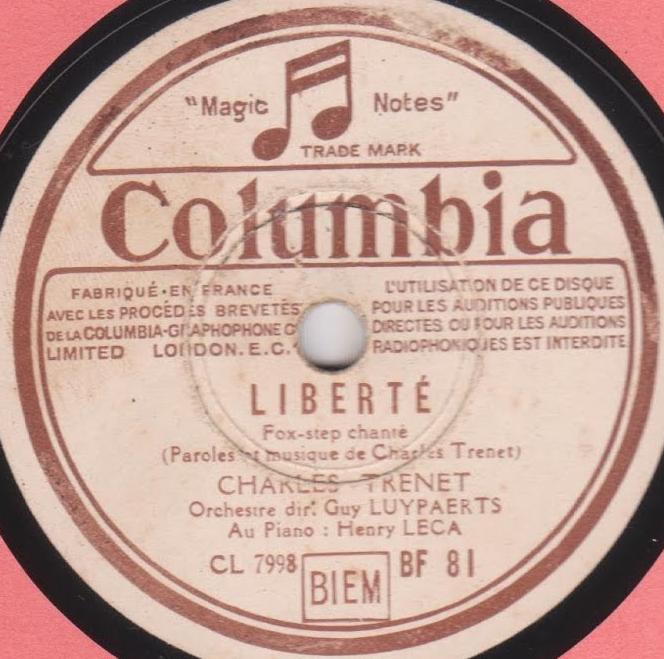 "Magic Notes"
TRADE MARK
Columbia
FABRIQUÉ·EN FRANCE
AVEC LES PROCÉDÉS BREVETÉS
DE LA COLUMBIA-GRAPHOPHONE C°
LIMITED LONDON.E.C.
L'UTILISATION DE CE DISQUE
POUR LES AUDITIONS PUBLIQUES
DIRECTES OU POUR LES AUDITIONS
RADIOPHONIQUES EST INTERDITE
LIBERTÉ
Fox-step chanté
(Paroles et musique de Charles Trenet)
CHARLES TRENET
Orchestre dir. Guy LUYPAERTS
Au Piano : Henry LECA
CL 7998 BIEM BF 81